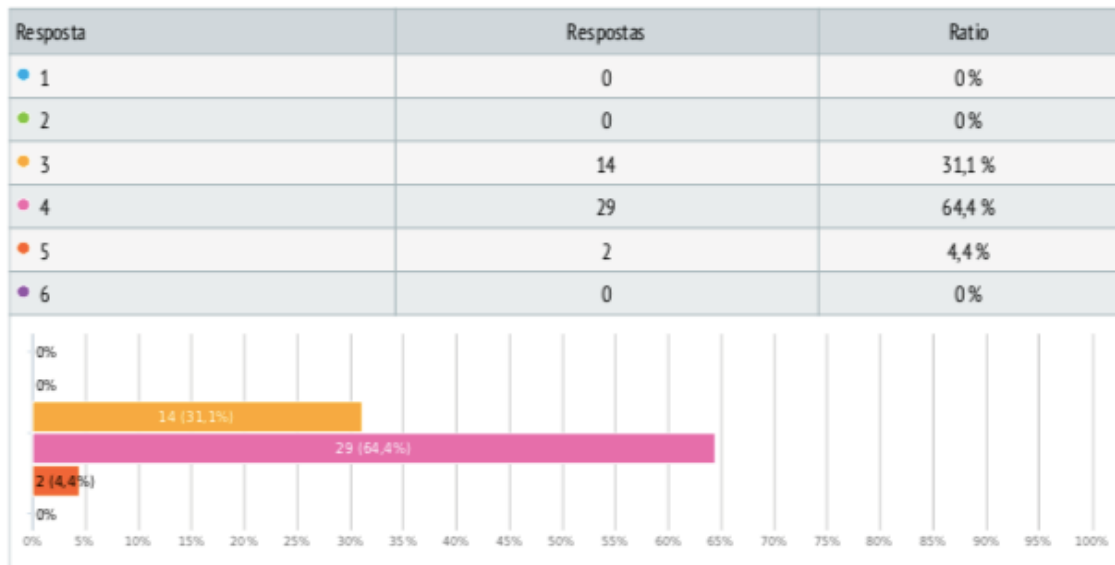 Resposta Respostas Ratio
1 0 0 %
2 0 0 %
3 14 31,1 %
4 29 64,4 %
5 2 4,4 %
6 0 0 %
0%
0%
14 (31,1%)
29 (64,4%)
2 (4,4%)
0%
0% 5% 10% 15% 20% 25% 30% 35% 40% 45% 50% 55% 60% 65% 70% 75% 80% 85% 90% 95% 100%